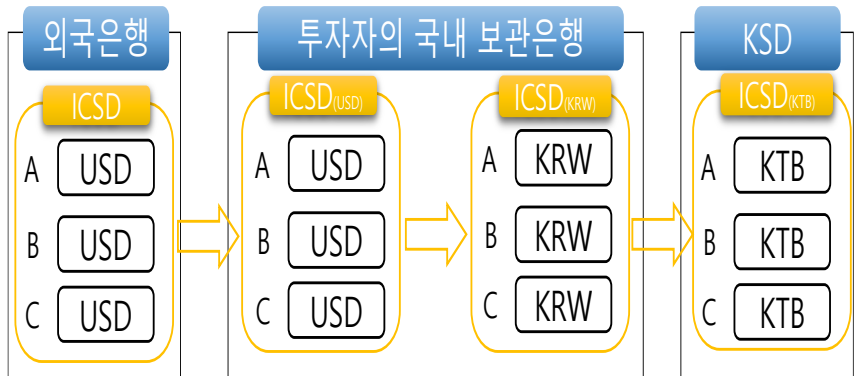 외국은행
ICSD
A USD
B USD
C USD
투자자의 국내 보관은행
ICSD(USD)
A USD
B USD
C USD
ICSD(KRW)
A KRW
B KRW
C KRW
KSD
ICSD(KTB)
A KTB
B KTB
C KTB